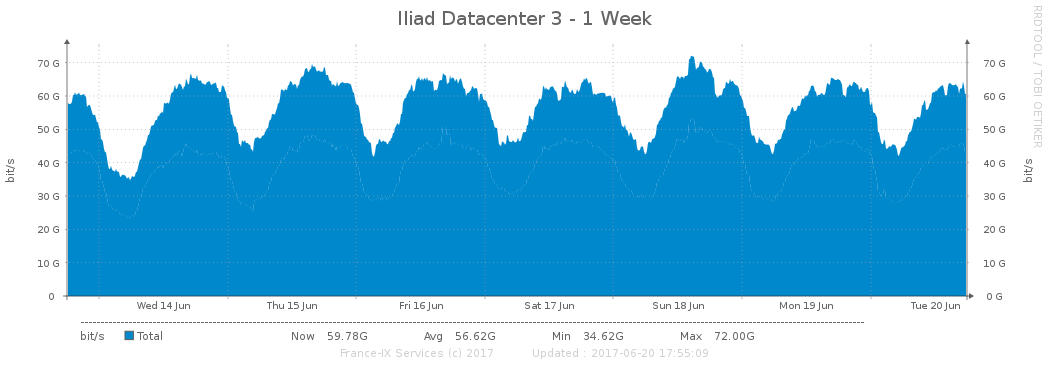 Iliad Datacenter 3 - 1 Week
RRDTOOL / TOBI OETIKER
bit/s
70 G
60 G
50 G
40 G
30 G
20 G
10 G
0
70 G
60 G
50 G
40 G
30 G
20 G
10 G
0 G
bit/s
Wed 14 Jun Thu 15 Jun Fri 16 Jun Sat 17 Jun Sun 18 Jun Mon 19 Jun Tue 20 Jun
bit/s Total Now 59.78G Avg 56.62G Min 34.62G Max 72.00G
France-IX Services (c) 2017 Updated : 2017-06-20 17:55:09